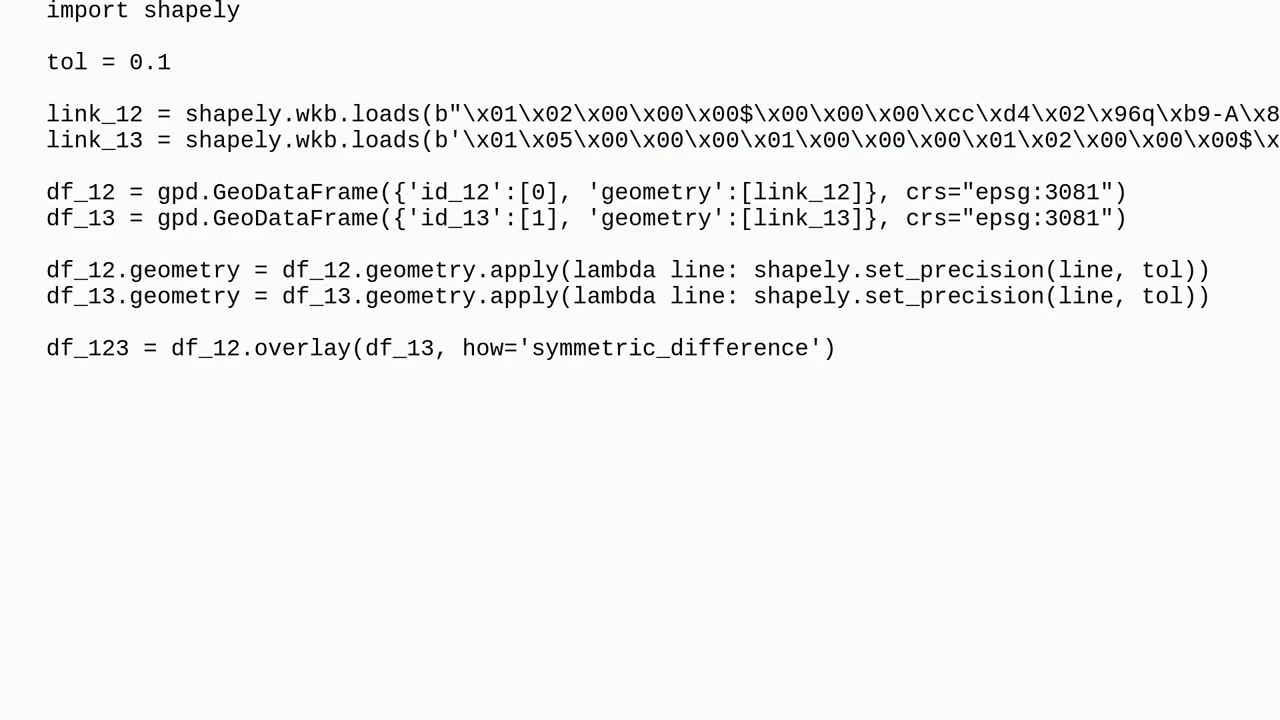 import shapely
tol = 0.1
link_12 = shapely.wkb.loads(b"\x01\x02\x00\x00\x00$\x00\x00\x00\xcc\xd4\x02\x96q\xb9-A\x8
link_13 = shapely.wkb.loads(b'\x01\x05\x00\x00\x00\x01\x00\x00\x00\x01\x02\x00\x00\x00$\x
df_12 = gpd.GeoDataFrame({'id_12':[0], 'geometry':[link_12]}, crs="epsg:3081")
df_13 = gpd.GeoDataFrame({'id_13':[1], 'geometry':[link_13]}, crs="epsg:3081")
df_12.geometry = df_12.geometry.apply(lambda line: shapely.set_precision(line, tol))
df_13.geometry = df_13.geometry.apply(lambda line: shapely.set_precision(line, tol))
df_123 = df_12.overlay(df_13, how='symmetric_difference')